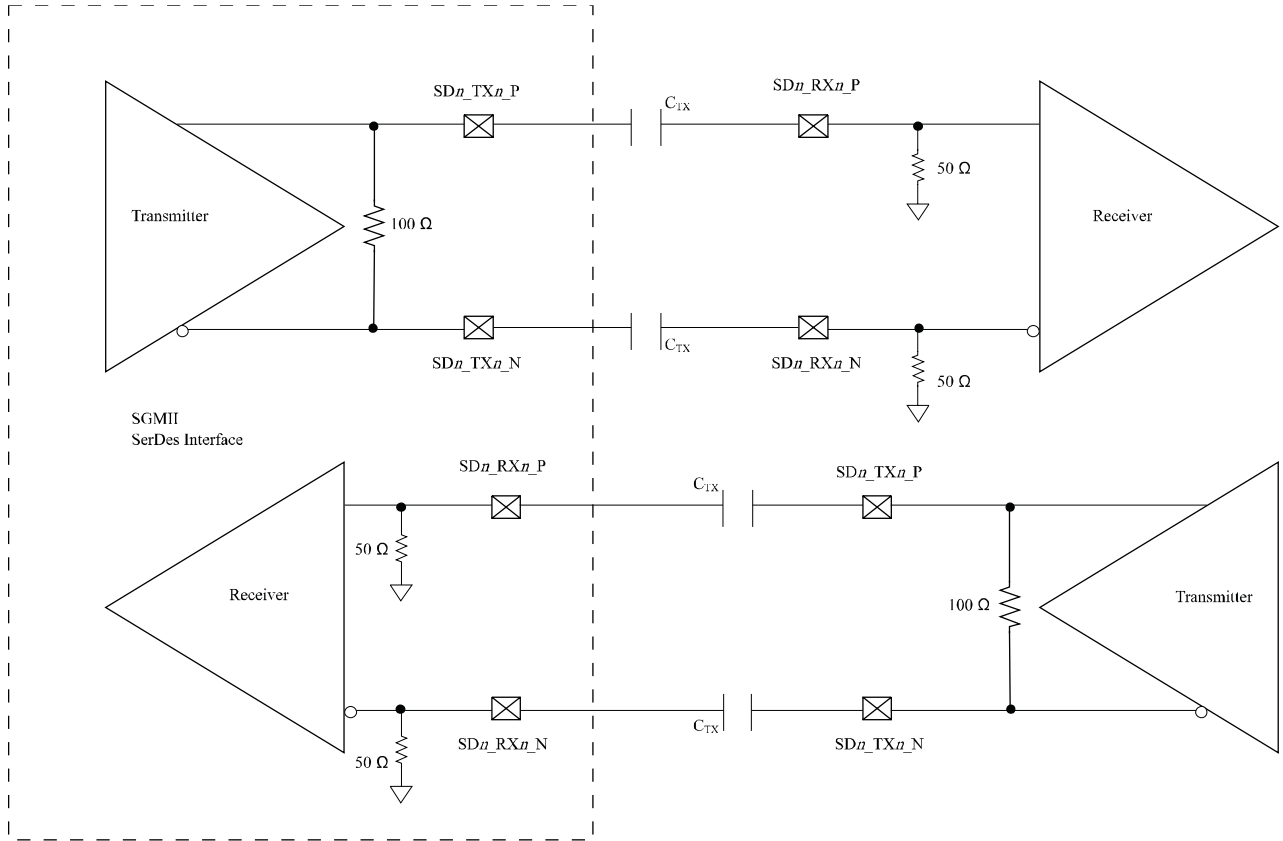 SDn_TXn_P
CTX
SDn_RXn_P
50 Ω
Transmitter
100 Ω
Receiver
SDn_TXn_N
CTX
SDn_RXn_N
50 Ω
SGMII
SerDes Interface
SDn_RXn_P
CTX
SDn_TXn_P
50 Ω
Receiver
100 Ω
Transmitter
SDn_RXn_N
CTX
SDn_TXn_N
50 Ω